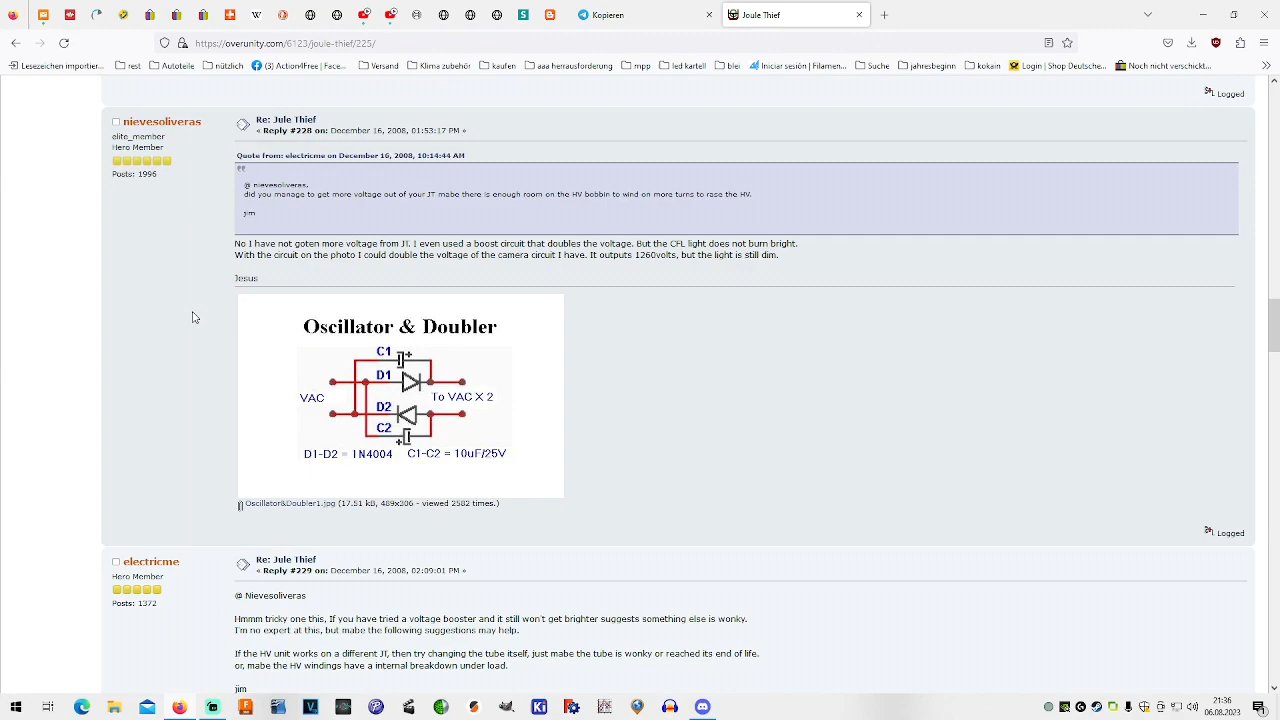 Kopieren
Joule Thief
https://overunity.com/6123/joule-thief/225/
Lesezeichen importier... rest Autoteile nützlich (3) Action4Free | Face... Versand Klima zubehör kaufen aaa herrausforderung mpp led kartell blei Iniciar sesión | Filamen... Suche jahresbeginn kokain Login | Shop Deutsche... Noch nicht verschickt...
Logged
nievesoliveras
elite_member
Hero Member
Posts: 1996
Re: Jule Thief
« Reply #228 on: December 16, 2008, 01:53:17 PM »
Quote from: electricme on December 16, 2008, 10:14:44 AM
@ nievesoliveras.
did you manage to get more voltage out of your JT mabe there is enough room on the HV bobbin to wind on more turns to rase the HV.
jim
No I have not goten more voltage from JT. I even used a boost circuit that doubles the voltage. But the CFL light does not burn bright.
With the circuit on the photo I could double the voltage of the camera circuit I have. It outputs 1260volts, but the light is still dim.
Jesus
Oscillator & Doubler
C1
D1
VAC
To VAC X 2
D2
C2
D1-D2 = 1N4004 C1-C2 = 10uF/25V
Oscillator&Doubler1.jpg (17.51 kB, 489x306 - viewed 2582 times.)
Logged
electricme
Hero Member
Posts: 1372
Re: Jule Thief
« Reply #229 on: December 16, 2008, 02:09:01 PM »
@ Nievesoliveras
Hmmm tricky one this, If you have tried a voltage booster and it still won't get brighter suggests something else is wonky.
I'm no expert at this, but mabe the following suggestions may help.
If the HV unit works on a different JT, then try changing the tube itself, just mabe the tube is wonky or reached its end of life.
or, mabe the HV windings have a internal breakdown under load.
jim
21:36
06.08.2023